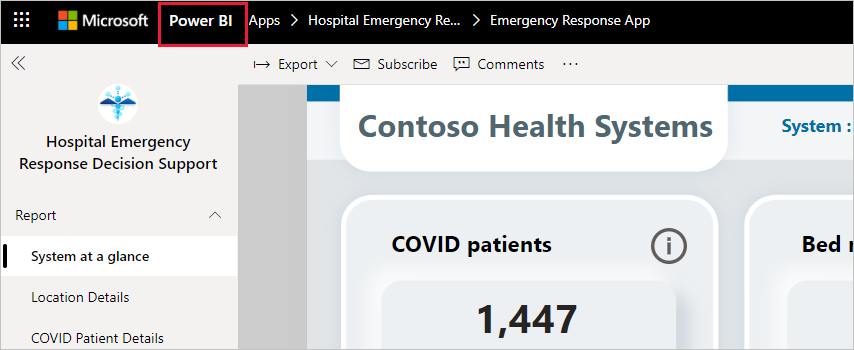 Microsoft Power BI Apps > Hospital Emergency Re... > Emergency Response App
Export Subscribe Comments ...
Hospital Emergency
Response Decision Support
Report
System at a glance
Location Details
COVID Patient Details
Contoso Health Systems
System :
COVID patients
1,447
Bed